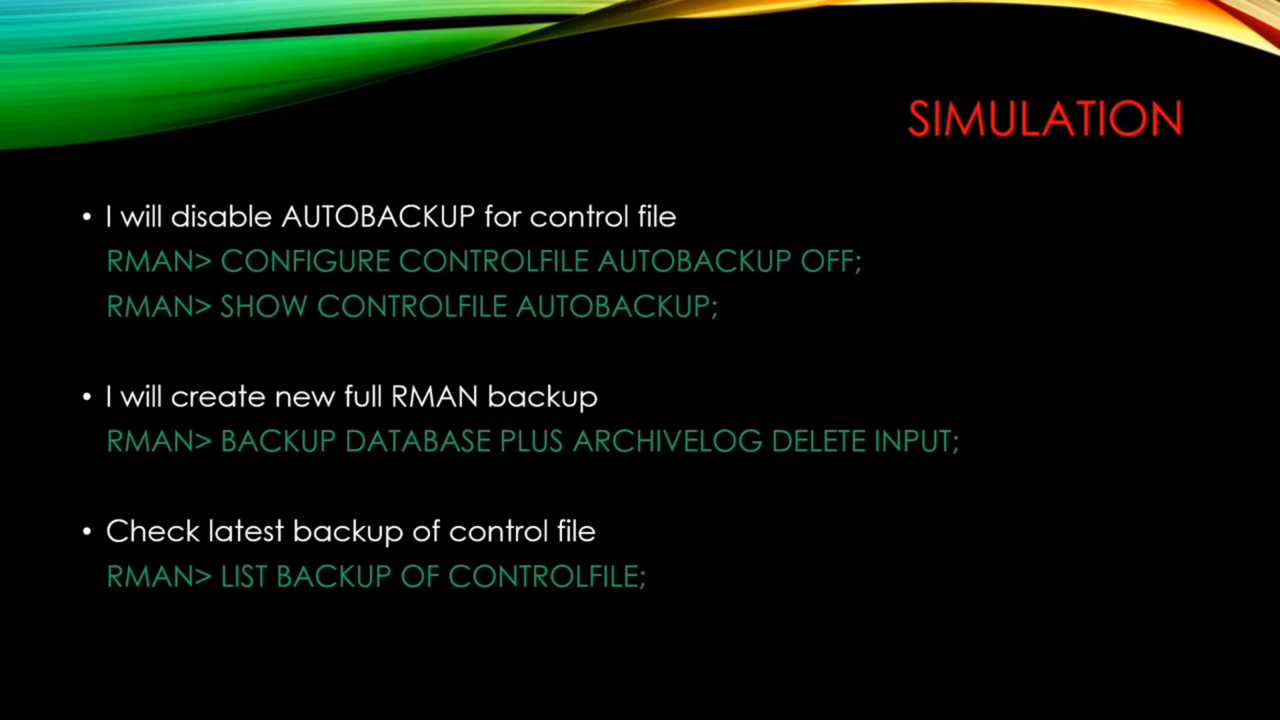 SIMULATION
• I will disable AUTOBACKUP for control file
RMAN> CONFIGURE CONTROLFILE AUTOBACKUP OFF;
RMAN> SHOW CONTROLFILE AUTOBACKUP;
• I will create new full RMAN backup
RMAN> BACKUP DATABASE PLUS ARCHIVELOG DELETE INPUT;
• Check latest backup of control file
RMAN> LIST BACKUP OF CONTROLFILE;